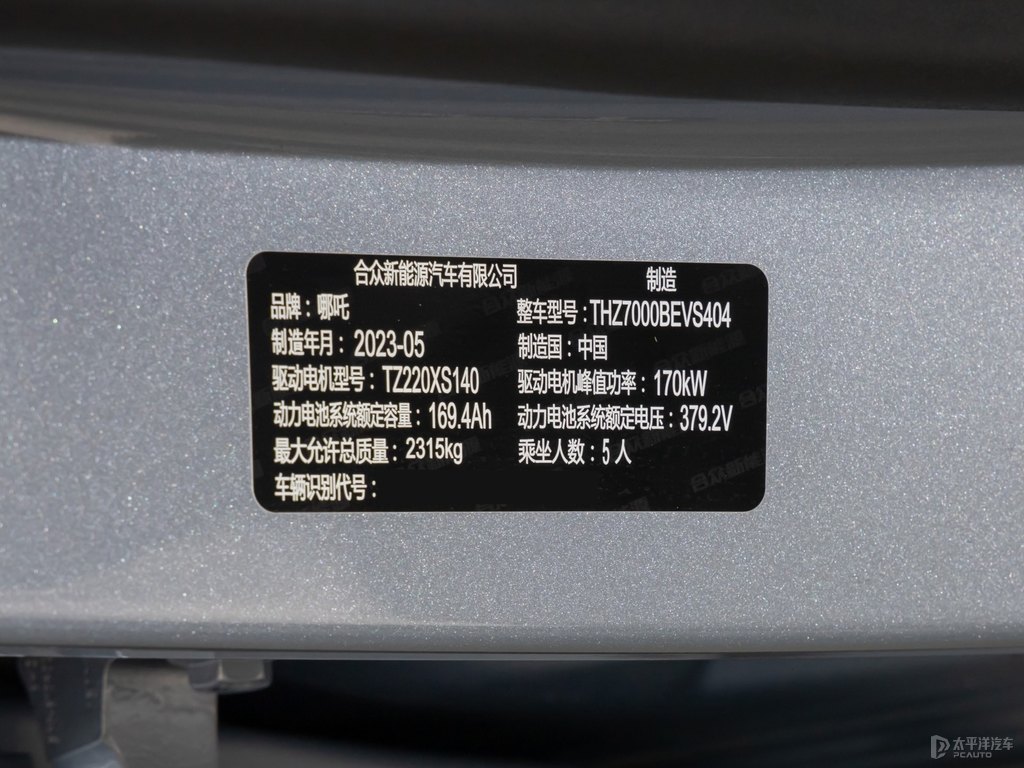 合众新能源汽车有限公司 制造
品牌：哪吒 整车型号：THZ7000BEVS404
制造年月：2023-05 制造国：中国
驱动电机型号：TZ220XS140 驱动电机峰值功率：170kW
动力电池系统额定容量：169.4Ah 动力电池系统额定电压：379.2V
最大允许总质量：2315kg 乘坐人数：5人
车辆识别代号：
太平洋汽车
PCAUTO